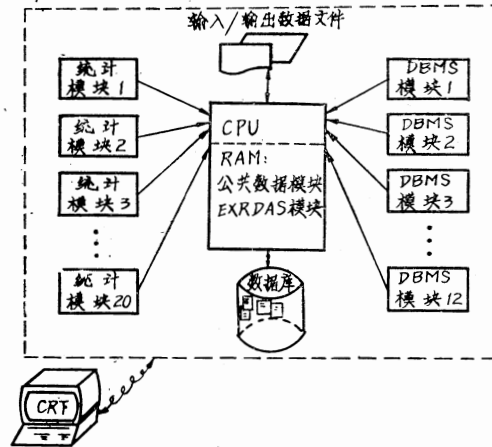 输入/输出数据文件
统计
模块1
统计
模块2
统计
模块3
统计
模块20
CPU
RAM:
公共数据模块
EXRDAS模块
数据库
DBMS
模块1
DBMS
模块2
DBMS
模块3
DBMS
模块12
CRT